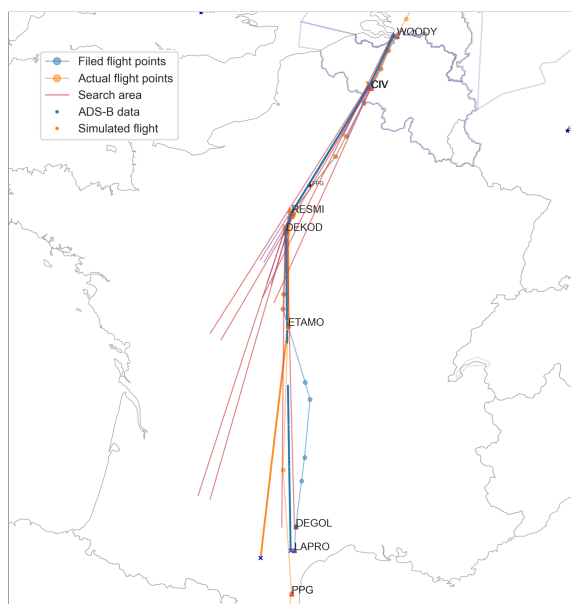 WOODY
Filed flight points
Actual flight points
Search area
ADS-B data
Simulated flight
CIV
RESMI
DEKOD
ETAMO
DEGOL
LAPRO
PPG